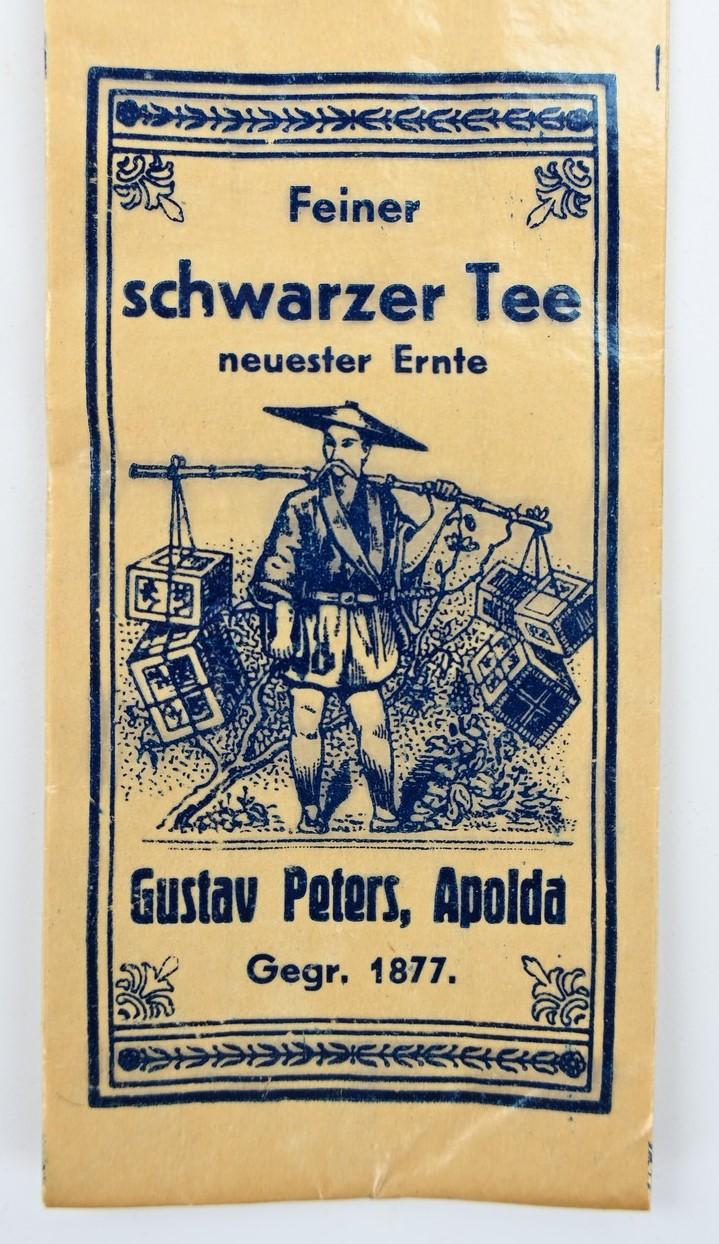 Feiner
schwarzer Tee
neuester Ernte
Gustav Peters, Apolda
Gegr. 1877.